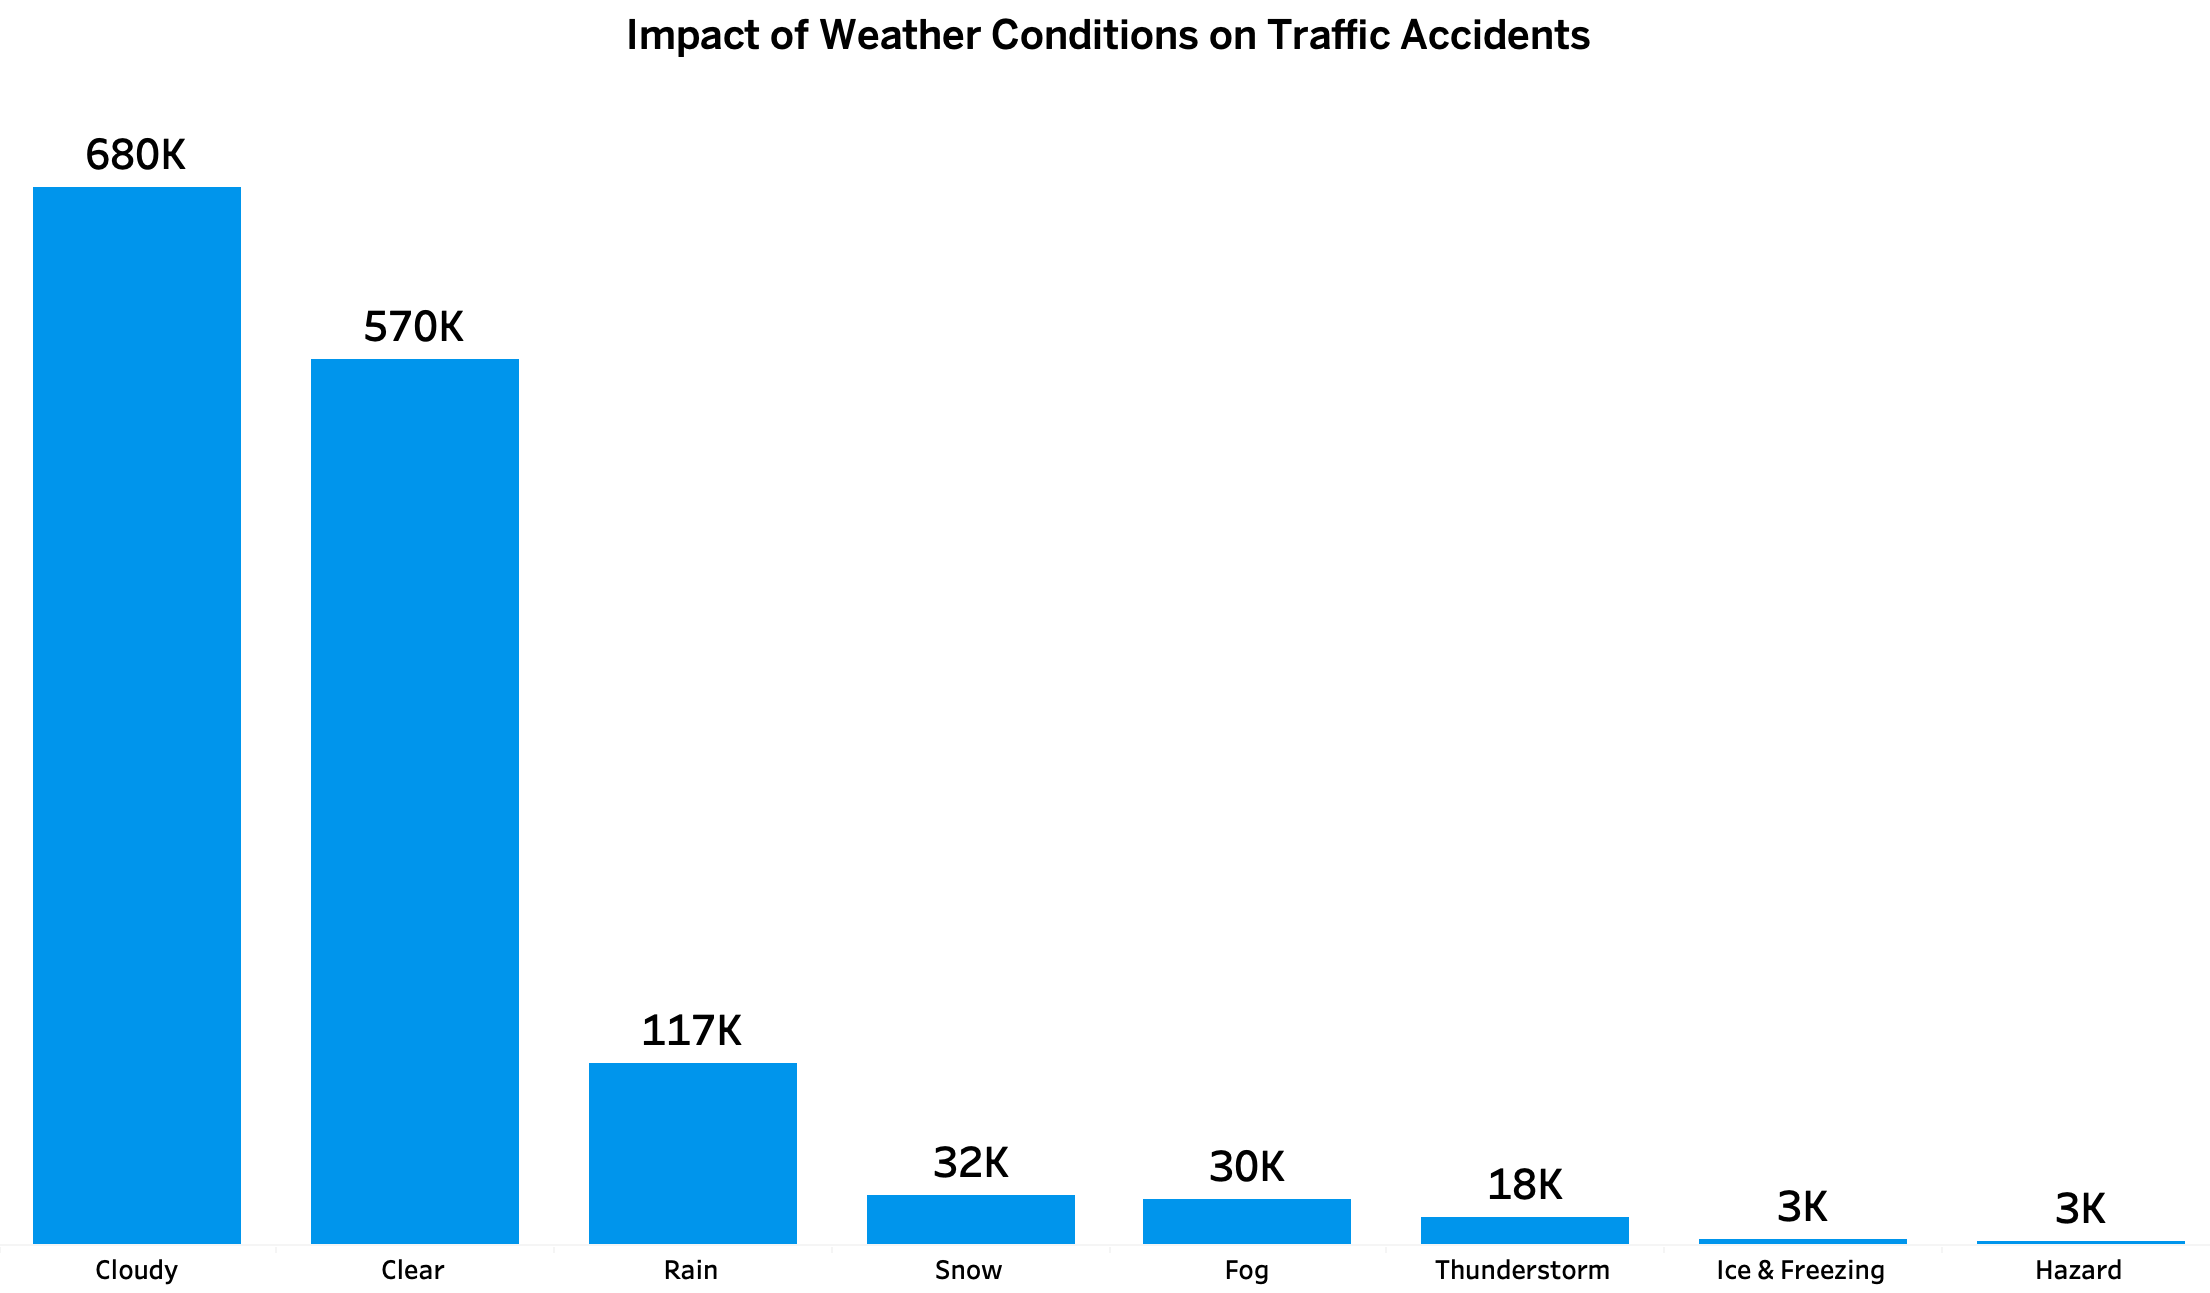 Impact of Weather Conditions on Traffic Accidents
680K
570K
117K
32K
30K
18K
3K
3K
Cloudy
Clear
Rain
Snow
Fog
Thunderstorm
Ice & Freezing
Hazard